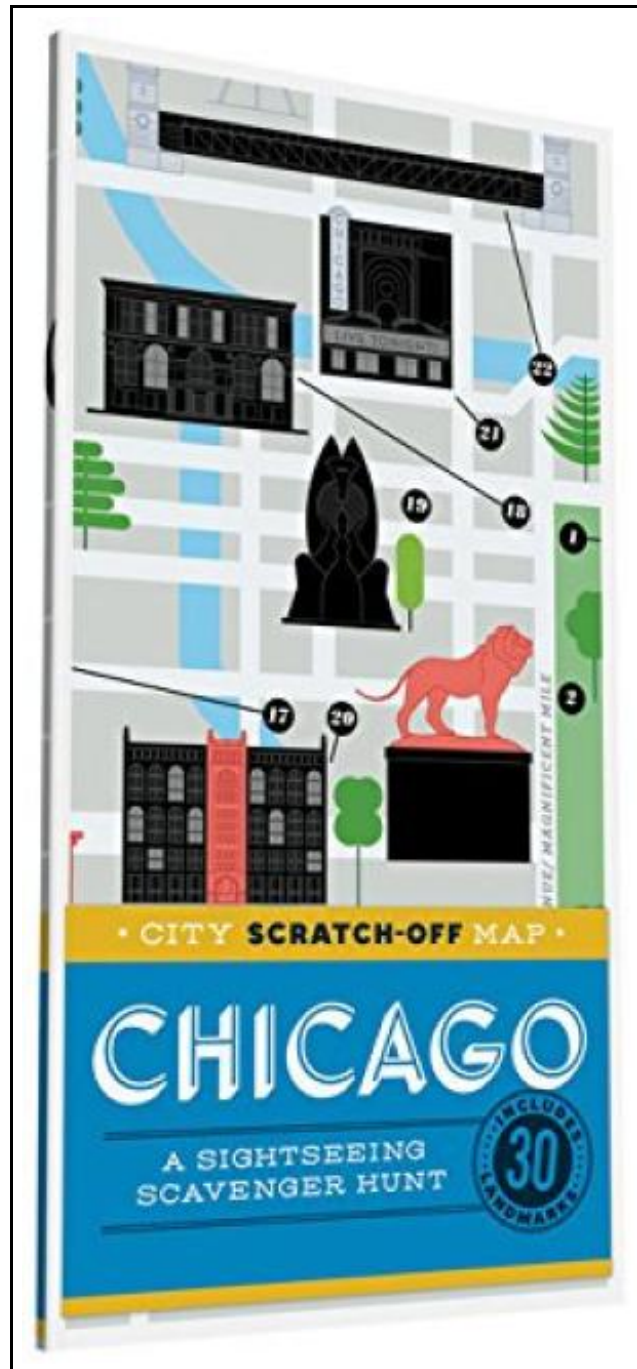 CHICAGO
LIVE TONIGHT!
22
21
18
19
1
2
17
20
NUE/ MAGNIFICENT MILE
• CITY SCRATCH-OFF MAP •
CHICAGO
A SIGHTSEEING
SCAVENGER HUNT
INCLUDES
30
LANDMARKS